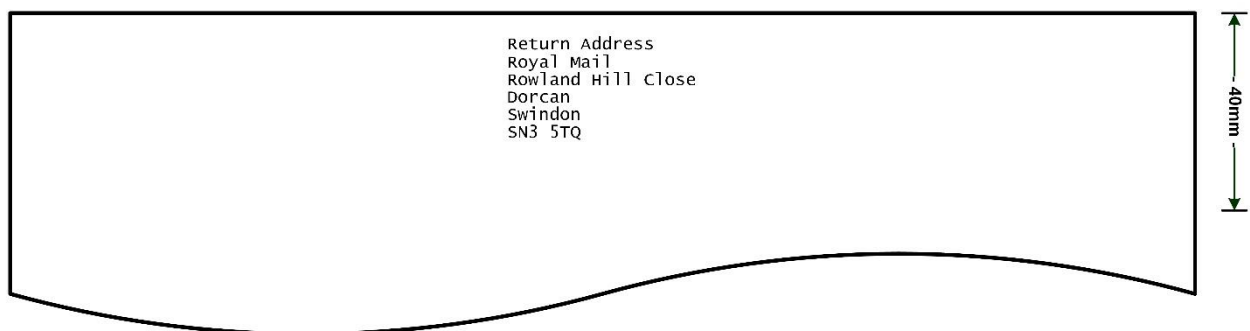 Return Address
Royal Mail
Rowland Hill Close
Dorcan
Swindon
SN3 5TQ
40mm